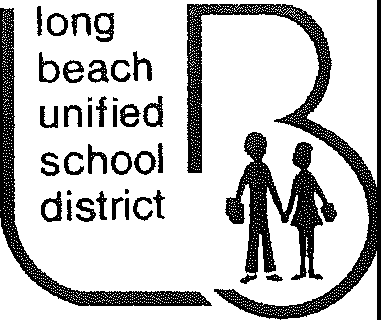 long
beach
unified
school
district